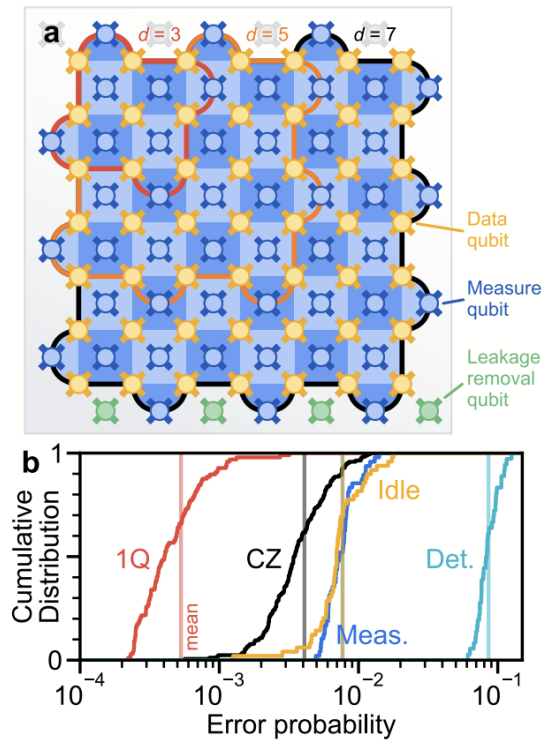 a
d = 3
d = 5
d = 7
Data
qubit
Measure
qubit
Leakage
removal
qubit
b
Cumulative
Distribution
1
0
1Q
mean
CZ
Idle
Meas.
Det.
10−4
10−3
10−2
10−1
Error probability